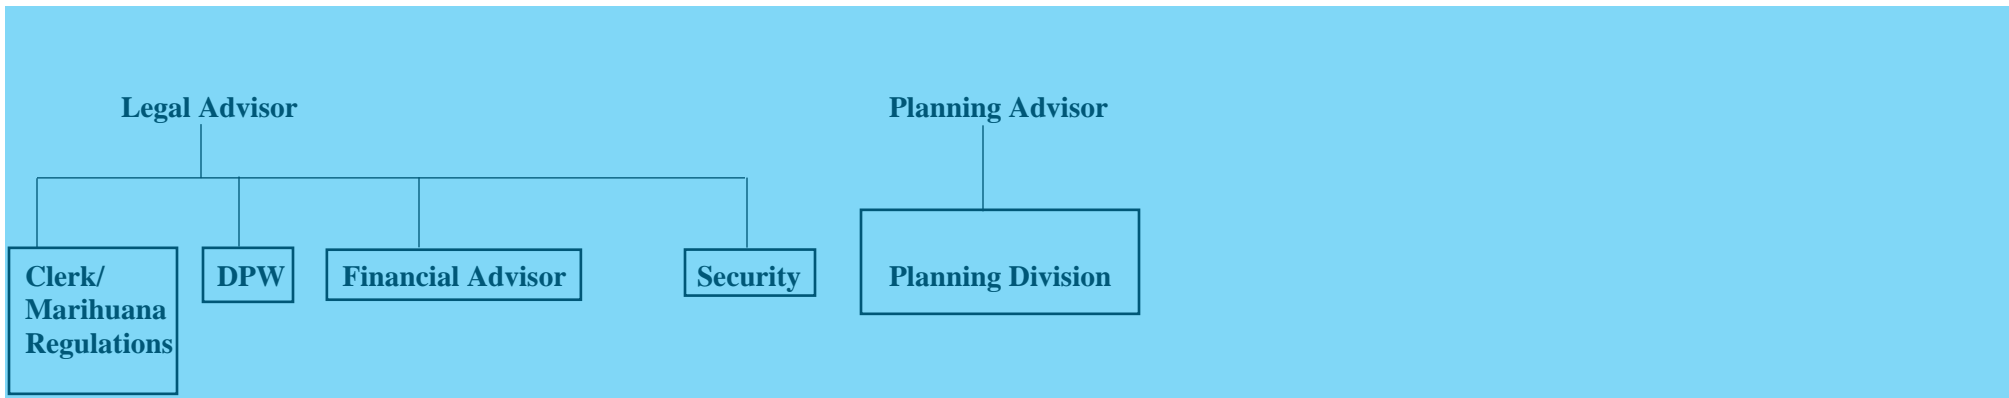 Legal Advisor
Planning Advisor
Clerk/
Marihuana
Regulations
DPW
Financial Advisor
Security
Planning Division